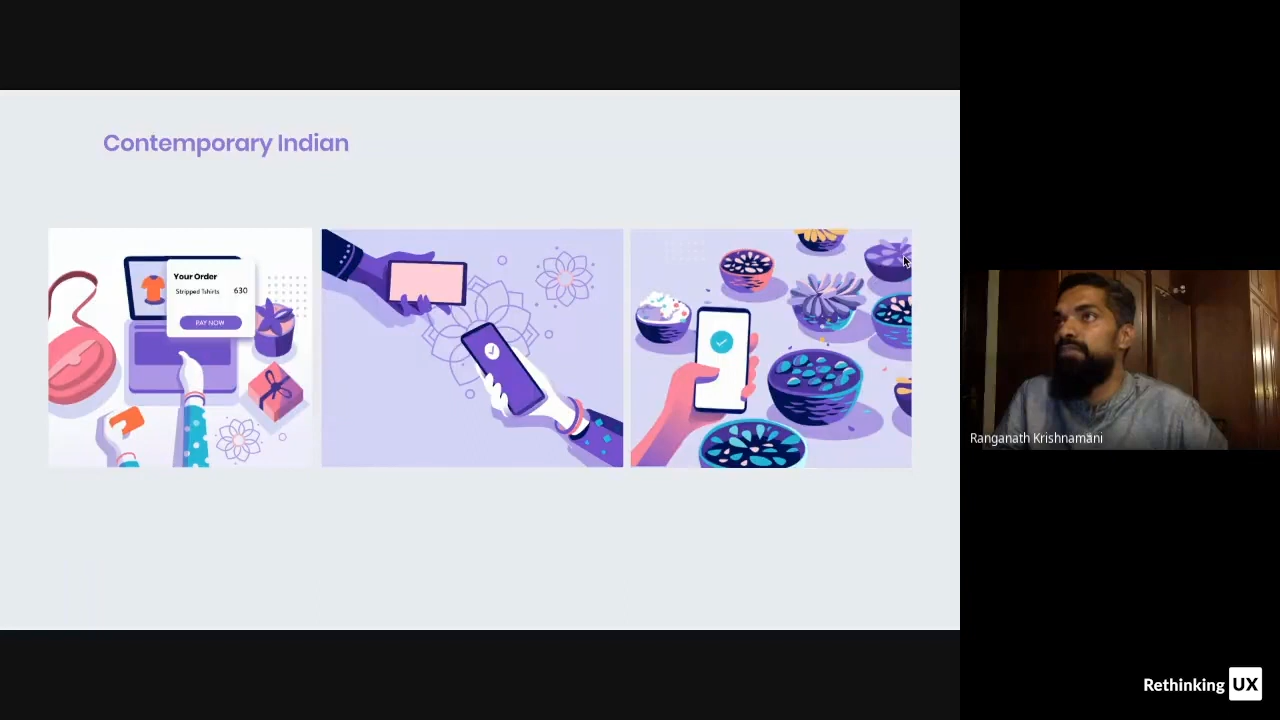 Contemporary Indian
Your Order
Stripped Tshirts 630
PAY NOW
Ranganath Krishnamani
Rethinking UX